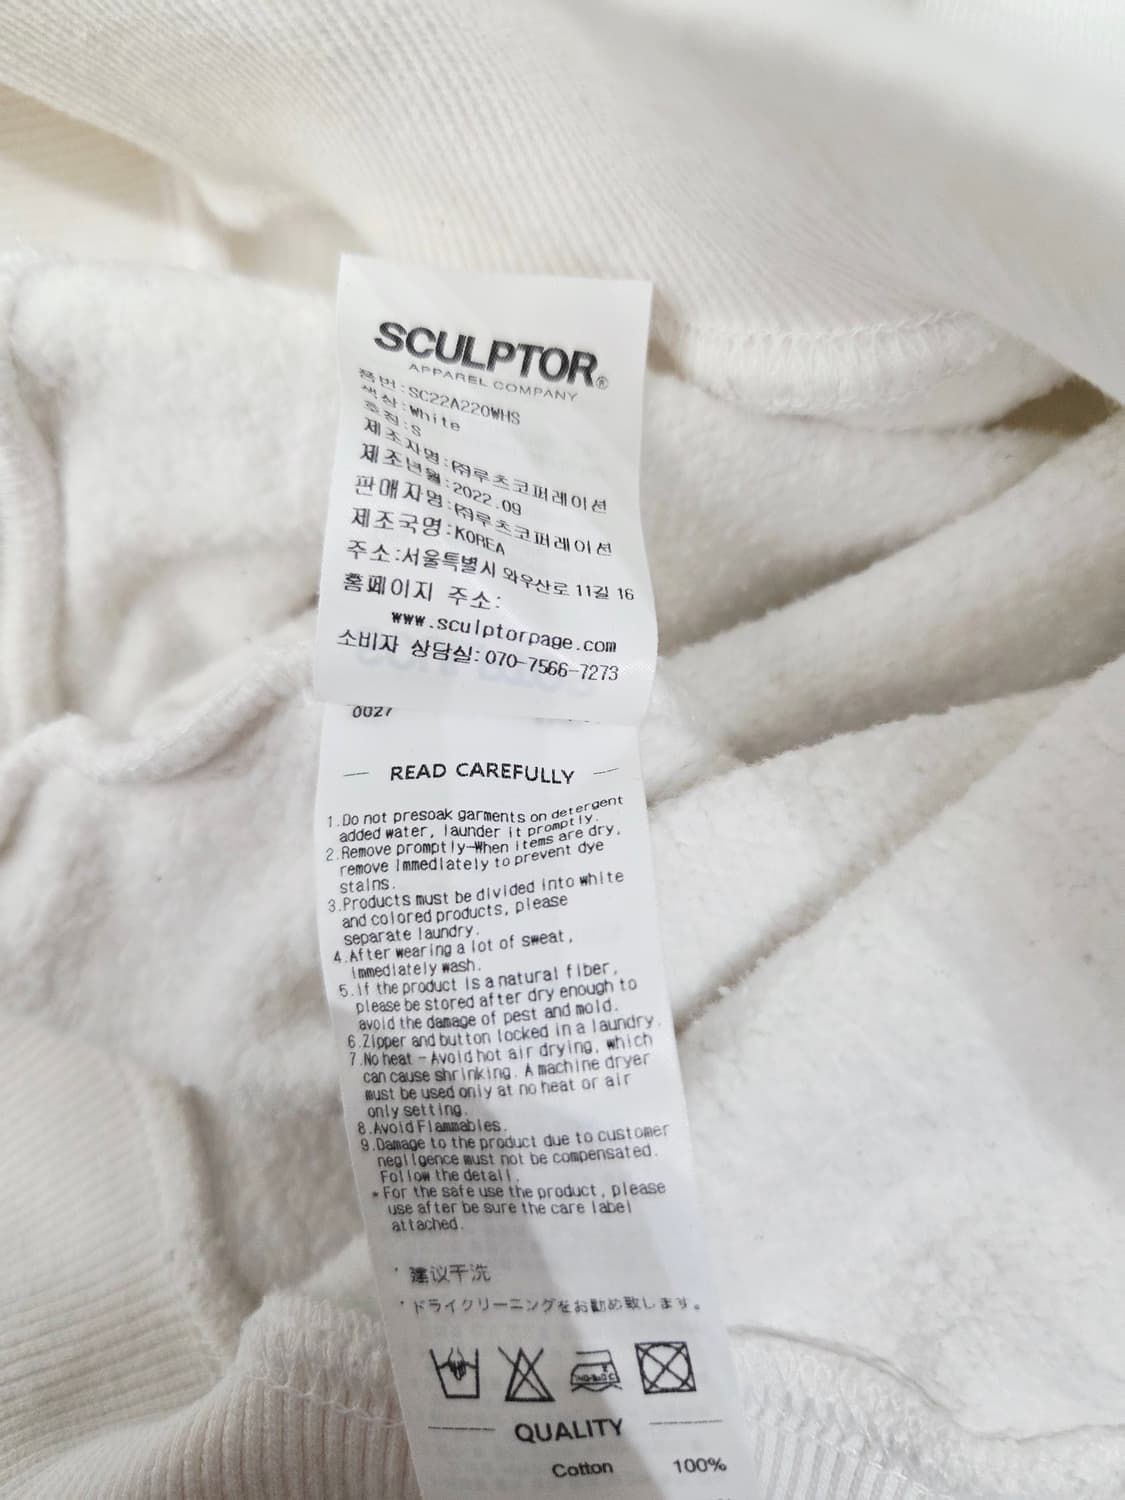 SCULPTOR®
APPAREL COMPANY
품번:SC22A220WHS
색상:White
호칭:S
제조자명:㈜루츠코퍼레이션
제조년월:2022.09
판매자명:㈜루츠코퍼레이션
제조국명:KOREA
주소:서울특별시 와우산로 11길 16
홈페이지 주소:
www.sculptorpage.com
소비자 상담실:070-7566-7273
0027
READ CAREFULLY
1.Do not presoak garments on detergent
added water, launder it promptly.
2.Remove promptly-When items are dry,
remove immediately to prevent dye
stains.
3.Products must be divided into white
and colored products, please
separate laundry.
4.After wearing a lot of sweat,
immediately wash.
5.If the product is a natural fiber,
please be stored after dry enough to
avoid the damage of pest and mold.
6.Zipper and button locked in a laundry.
7.No heat - Avoid hot air drying, which
can cause shrinking. A machine dryer
must be used only at no heat or air
only setting.
8.Avoid Flammables.
9.Damage to the product due to customer
negligence must not be compensated.
Follow the detail.
*For the safe use the product, please
use after be sure the care label
attached.
*建议干洗
*ドライクリーニングをお勧め致します。
QUALITY
Cotton 100%